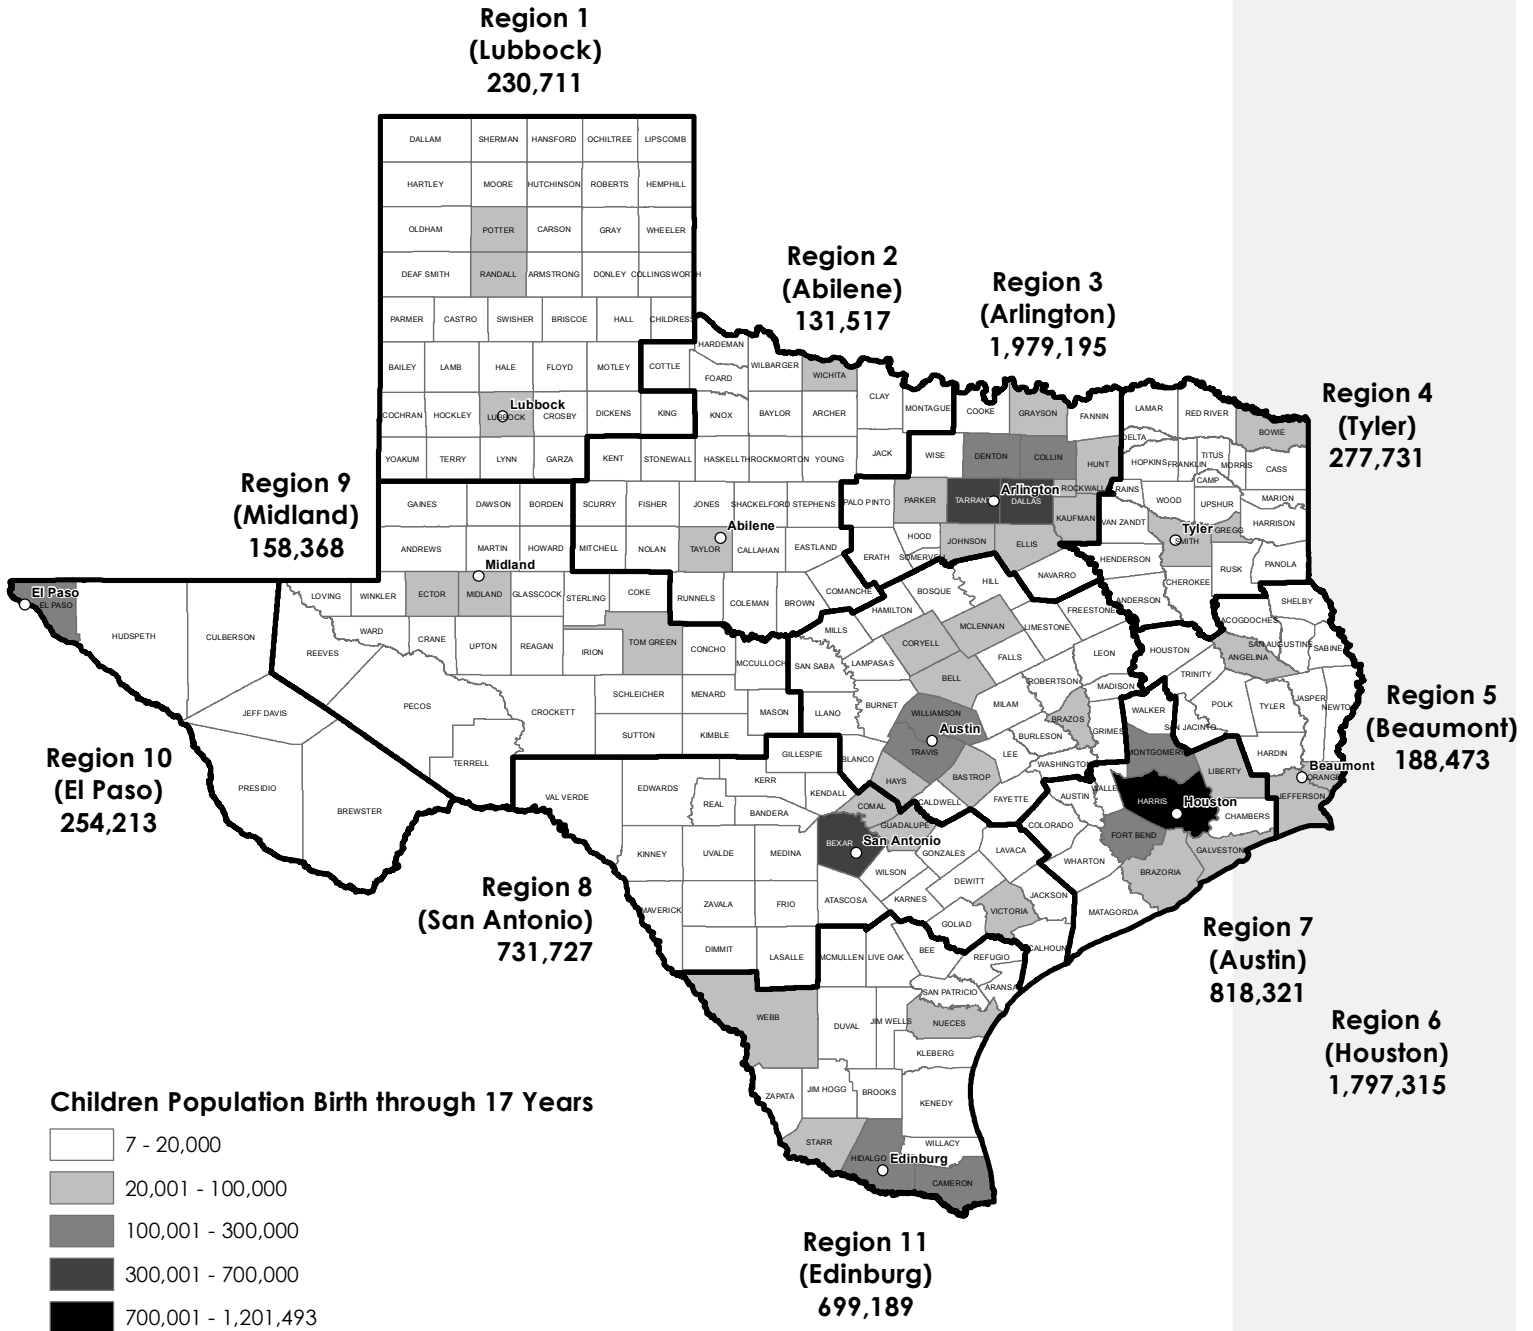 Region 1
(Lubbock)
230,711
DALLAM SHERMAN HANSFORD OCHILTREE LIPSCOMB
HARTLEY MOORE HUTCHINSON ROBERTS HEMPHILL
OLDHAM POTTER CARSON GRAY WHEELER
DEAF SMITH RANDALL ARMSTRONG DONLEY COLLINGSWORTH
PARMER CASTRO SWISHER BRISCOE HALL CHILDRESS
BAILEY LAMB HALE FLOYD MOTLEY COTTLE
COCHRAN HOCKLEY LUBBOCK Lubbock CROSBY DICKENS KING
YOAKUM TERRY LYNN GARZA
Region 2
(Abilene)
131,517
HARDEMAN
FOARD WILBARGER WICHITA
CLAY MONTAGUE
KNOX BAYLOR ARCHER
KENT STONEWALL HASKELL THROCKMORTON YOUNG JACK
SCURRY FISHER JONES SHACKELFORD STEPHENS
Abilene
MITCHELL NOLAN TAYLOR CALLAHAN EASTLAND
RUNNELS COLEMAN BROWN COMANCHE
Region 3
(Arlington)
1,979,195
COOKE GRAYSON FANNIN
WISE DENTON COLLIN HUNT
ROCKWALL
PALO PINTO PARKER TARRANT Arlington DALLAS KAUFMAN
HOOD JOHNSON ELLIS
ERATH SOMERVELL NAVARRO
Region 4
(Tyler)
277,731
LAMAR RED RIVER BOWIE
DELTA
HOPKINS FRANKLIN TITUS MORRIS CASS
CAMP
RAINS WOOD UPSHUR MARION
VAN ZANDT Tyler SMITH GREGG HARRISON
HENDERSON RUSK PANOLA
CHEROKEE
ANDERSON
Region 9
(Midland)
158,368
GAINES DAWSON BORDEN
ANDREWS MARTIN HOWARD
Midland
LOVING WINKLER ECTOR MIDLAND GLASSCOCK STERLING COKE
WARD CRANE UPTON REAGAN IRION TOM GREEN CONCHO
REEVES MCCULLOCH
PECOS CROCKETT SCHLEICHER MENARD MASON
SUTTON KIMBLE
TERRELL
El Paso
EL PASO
HUDSPETH CULBERSON
JEFF DAVIS
PRESIDIO BREWSTER
Region 10
(El Paso)
254,213
HILL
BOSQUE
HAMILTON FREESTONE
MILLS CORYELL MCLENNAN LIMESTONE
SAN SABA LAMPASAS FALLS LEON
BELL ROBERTSON MADISON
LLANO BURNET WILLIAMSON MILAM BRAZOS GRIMES
Austin
TRAVIS BURLESON
BLANCO LEE WASHINGTON
HAYS BASTROP
CALDWELL FAYETTE
SHELBY
NACOGDOCHES
HOUSTON ANGELINA SAN AUGUSTINE SABINE
TRINITY
POLK TYLER JASPER NEWTON
SAN JACINTO
HARDIN
Beaumont
ORANGE
JEFFERSON
Region 5
(Beaumont)
188,473
WALKER
MONTGOMERY LIBERTY
AUSTIN WALLER HARRIS Houston
CHAMBERS
COLORADO FORT BEND
WHARTON GALVESTON
BRAZORIA
MATAGORDA
GILLESPIE
KERR KENDALL
VAL VERDE EDWARDS REAL BANDERA COMAL
GUADALUPE
KINNEY UVALDE MEDINA BEXAR San Antonio GONZALES LAVACA
WILSON DEWITT
MAVERICK ZAVALA FRIO ATASCOSA KARNES JACKSON
VICTORIA
GOLIAD
DIMMIT LASALLE CALHOUN
Region 8
(San Antonio)
731,727
Region 7
(Austin)
818,321
Region 6
(Houston)
1,797,315
MCMULLEN LIVE OAK BEE REFUGIO
SAN PATRICIO ARANSAS
WEBB DUVAL JIM WELLS NUECES
KLEBERG
ZAPATA JIM HOGG BROOKS KENEDY
STARR WILLACY
HIDALGO Edinburg
CAMERON
Region 11
(Edinburg)
699,189
Children Population Birth through 17 Years
7 - 20,000
20,001 - 100,000
100,001 - 300,000
300,001 - 700,000
700,001 - 1,201,493